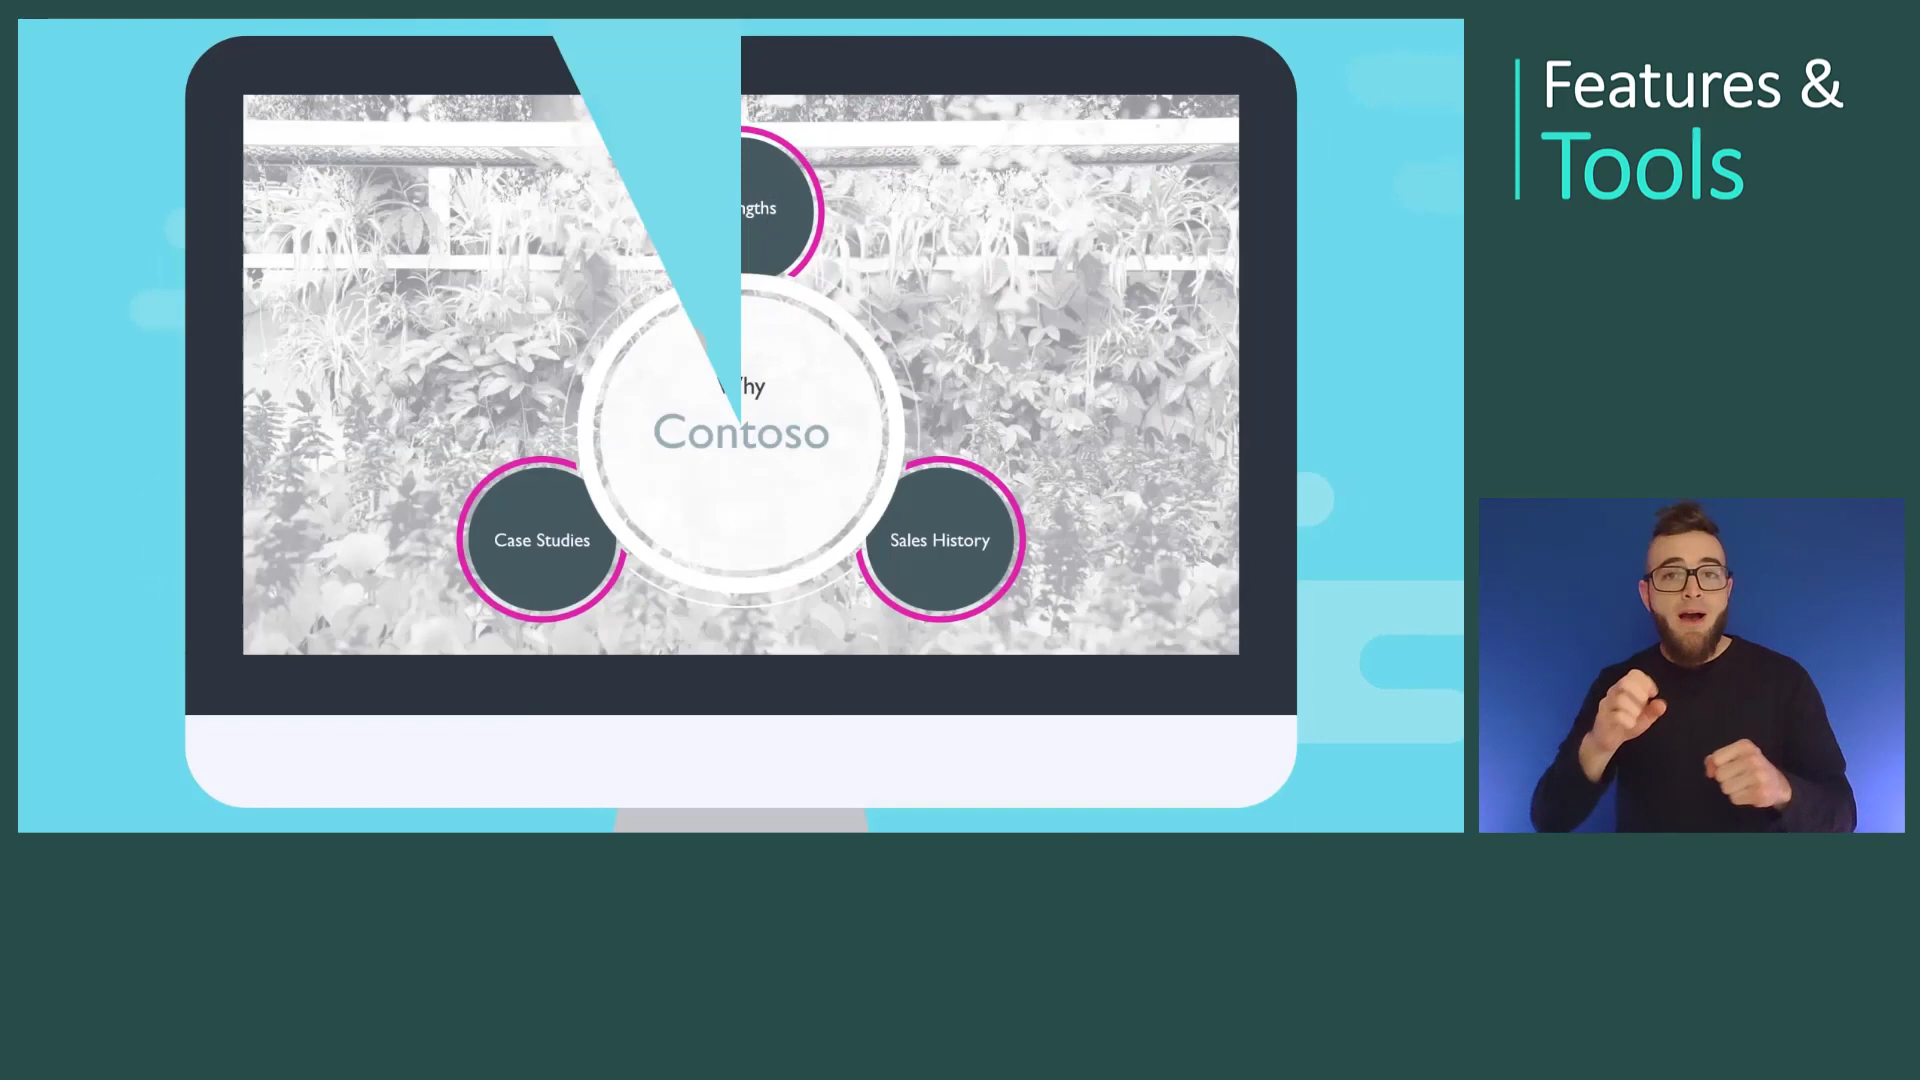 Features &
Tools
ngths
hy
Contoso
Case Studies
Sales History